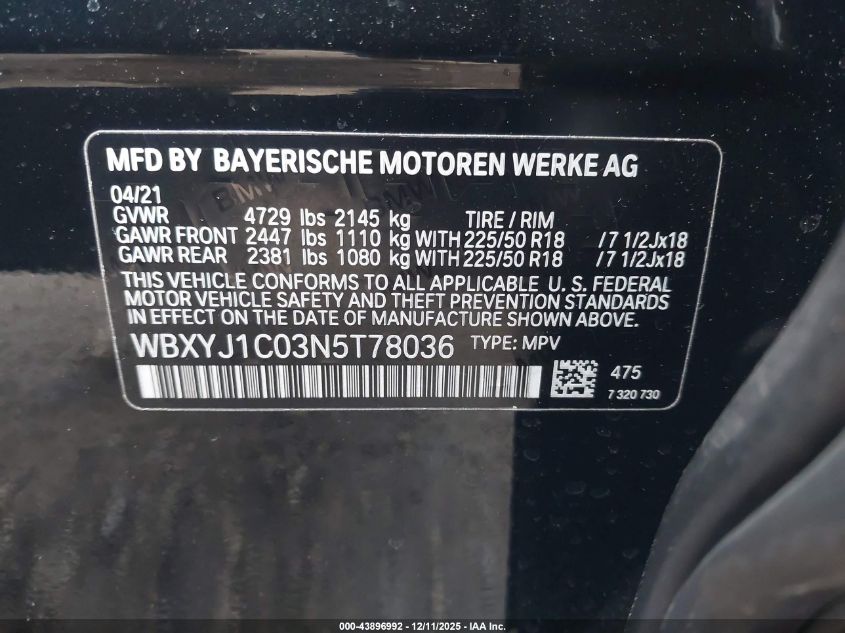 MFD BY BAYERISCHE MOTOREN WERKE AG
04/21
GVWR 4729 lbs 2145 kg TIRE / RIM
GAWR FRONT 2447 lbs 1110 kg WITH 225/50 R18 /7 1/2Jx18
GAWR REAR 2381 lbs 1080 kg WITH 225/50 R18 /7 1/2Jx18
THIS VEHICLE CONFORMS TO ALL APPLICABLE U. S. FEDERAL
MOTOR VEHICLE SAFETY AND THEFT PREVENTION STANDARDS
IN EFFECT ON THE DATE OF MANUFACTURE SHOWN ABOVE.
WBXYJ1C03N5T78036 TYPE: MPV
475
7 320 730
000-43896992 - 12/11/2025 - IAA Inc.